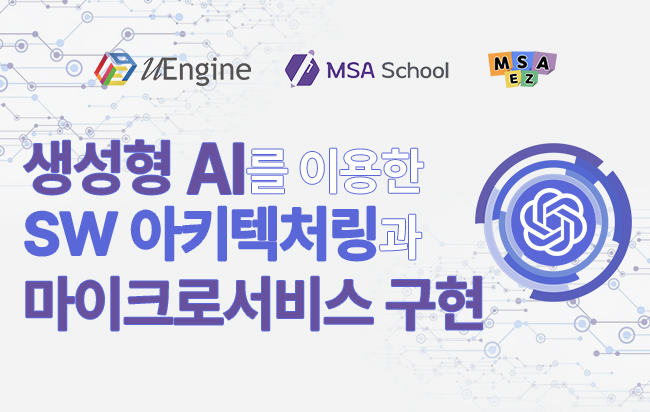 uEngine
MSA School
MSA
EZ
생성형 AI를 이용한
SW 아키텍처링과
마이크로서비스 구현